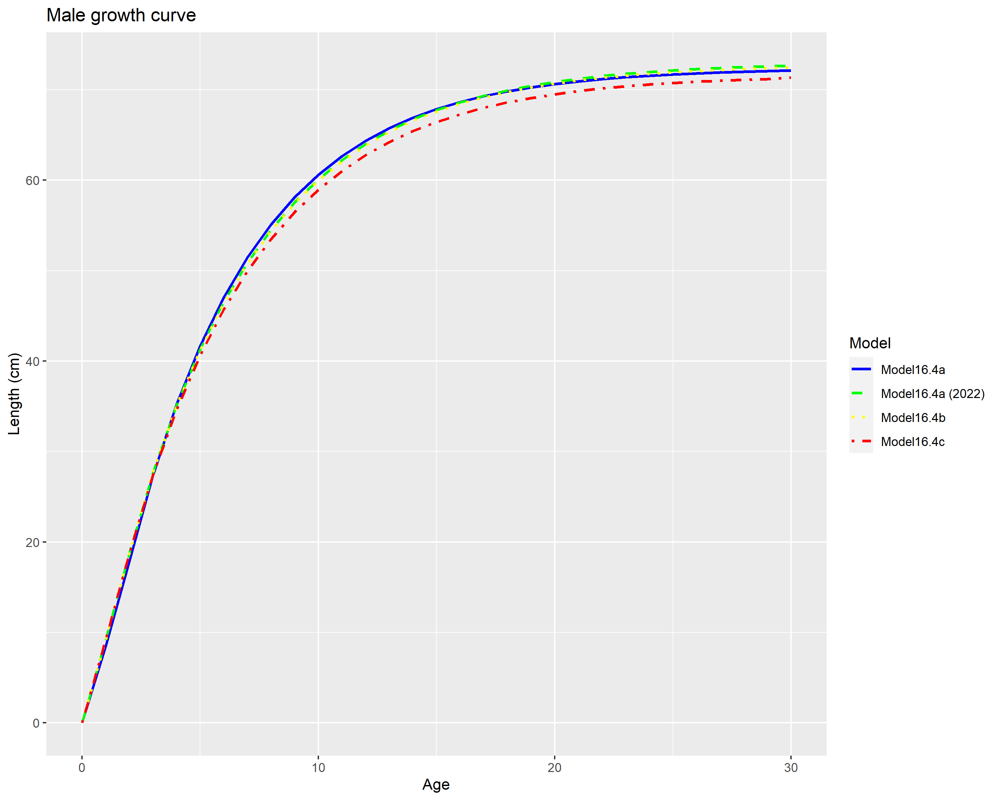 Male growth curve
Length (cm)
60
40
20
0
0 10 20 30
Age
Model
Model16.4a
Model16.4a (2022)
Model16.4b
Model16.4c